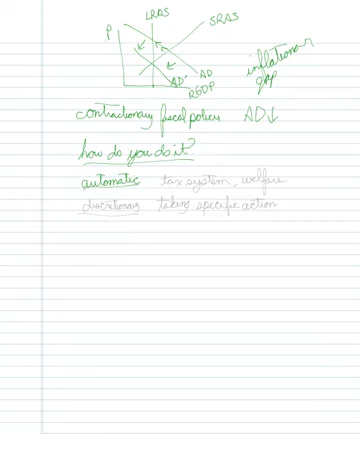 LRAS
SRAS
P
AD
AD'
RGDP
inflationary
gap
contractionary fiscal policy AD↓
how do you do it?
automatic tax system, welfare
discretionary taking specific action